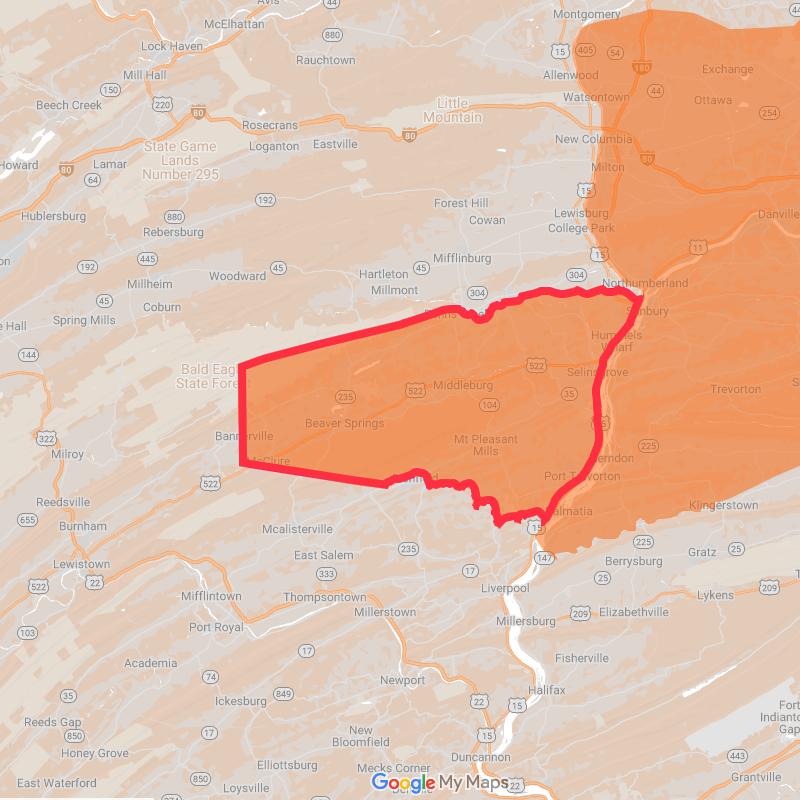 Avis
Montgomery
McElhattan
44
Lock Haven
880
Rauchtown
15
405
54
Mill Hall
Allenwood
180
Exchange
150
Watsontown
44
Ottawa
Beech Creek
220
Little
Mountain
80
254
Rosecrans
80
New Columbia
State Game
Lands
Number 295
Loganton
Eastville
80
Howard
Lamar
80
Milton
64
15
Hublersburg
192
Forest Hill
Lewisburg
Danville
880
Cowan
College Park
Rebersburg
11
445
15
192
Mifflinburg
Woodward
45
Hartleton
45
304
Millheim
Millmont
304
Northumberland
45
Coburn
Spring Mills
Sunbury
Hummels
Wharf
144
Bald Eagle
State Forest
522
Selinsgrove
235
522
Middleburg
35
Trevorton
104
Beaver Springs
322
Bannerville
Mt Pleasant
Mills
225
Milroy
McClure
Herndon
522
Port Trevorton
Reedsville
Klingerstown
655
Dalmatia
Burnham
Mcalisterville
15
225
Gratz
25
East Salem
235
147
Berrysburg
Lewistown
333
17
25
522
22
Liverpool
Lykens
209
Mifflintown
Thompsontown
Millerstown
Millersburg
209
Elizabethville
Port Royal
103
17
Academia
Fisherville
74
Newport
35
Ickesburg
849
22
15
Halifax
Reeds Gap
17
New
Bloomfield
15
850
Honey Grove
443
Elliottsburg
Duncannon
Mecks Corner
Grantville
East Waterford
850
Loysville
22
274
Google My Maps